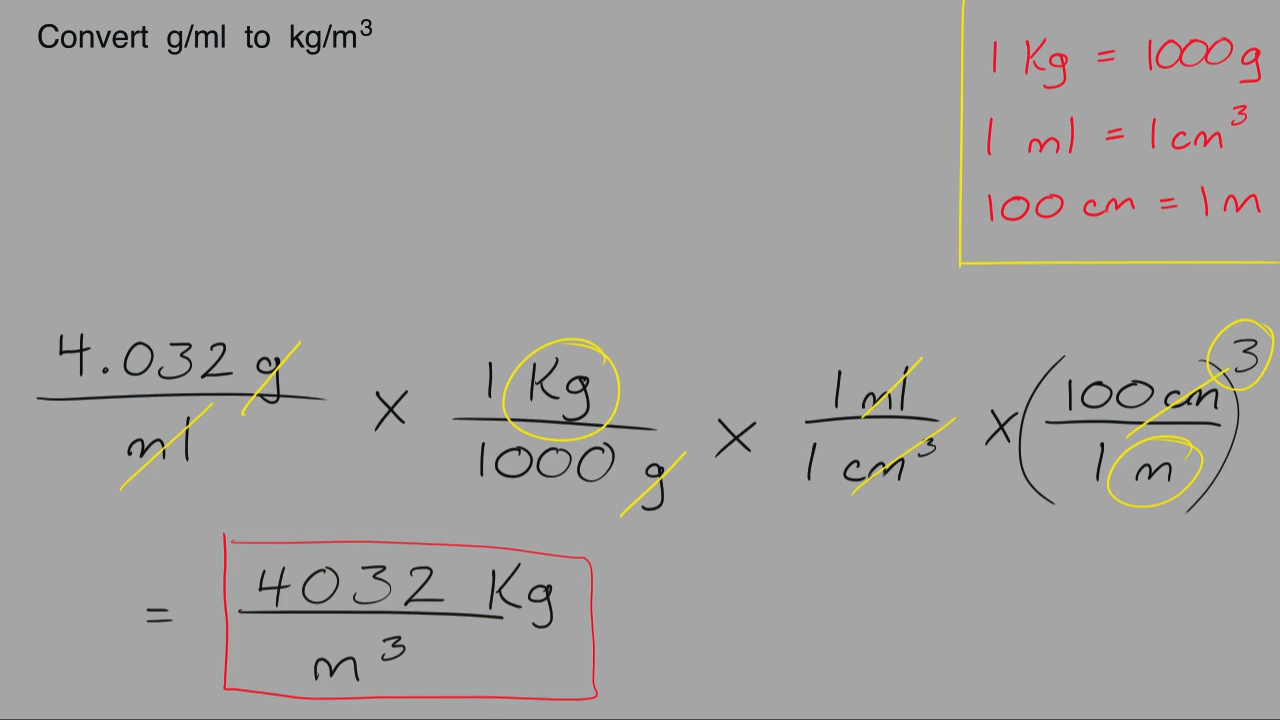 Convert g/ml to kg/m³
1 Kg = 1000 g
1 ml = 1 cm³
100 cm = 1 m
4.032 g / ml × 1 Kg / 1000 g × 1 ml / 1 cm³ × (100 cm / 1 m)³
= 4032 Kg / m³